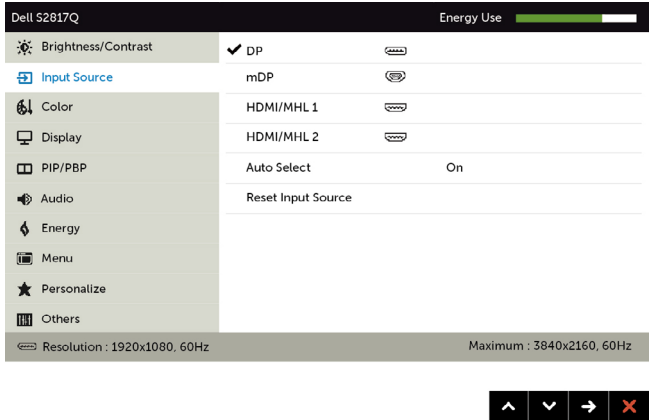 Dell S2817Q Energy Use
Brightness/Contrast
Input Source
Color
Display
PIP/PBP
Audio
Energy
Menu
Personalize
Others
DP
mDP
HDMI/MHL 1
HDMI/MHL 2
Auto Select On
Reset Input Source
Resolution : 1920x1080, 60Hz Maximum : 3840x2160, 60Hz